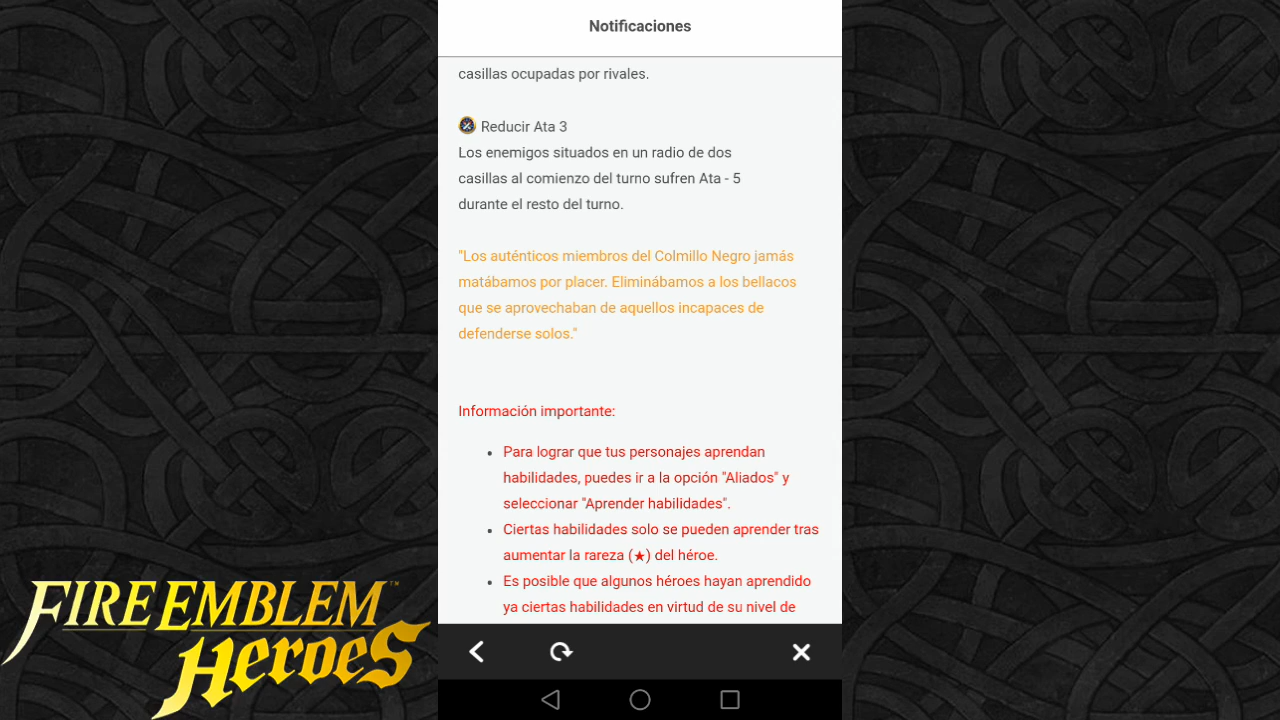 Notificaciones
casillas ocupadas por rivales.
Reducir Ata 3
Los enemigos situados en un radio de dos
casillas al comienzo del turno sufren Ata - 5
durante el resto del turno.
"Los auténticos miembros del Colmillo Negro jamás
matábamos por placer. Eliminábamos a los bellacos
que se aprovechaban de aquellos incapaces de
defenderse solos."
Información importante:
• Para lograr que tus personajes aprendan
habilidades, puedes ir a la opción "Aliados" y
seleccionar "Aprender habilidades".
• Ciertas habilidades solo se pueden aprender tras
aumentar la rareza (★) del héroe.
• Es posible que algunos héroes hayan aprendido
ya ciertas habilidades en virtud de su nivel de
FIRE EMBLEM™
Heroes